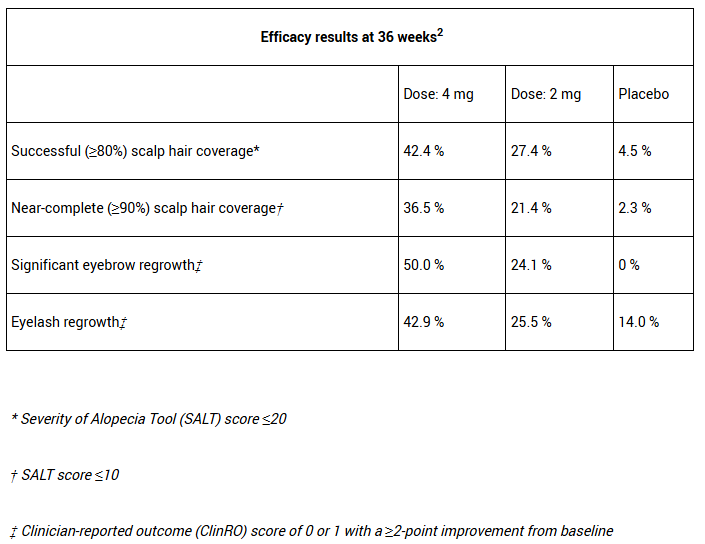 Efficacy results at 36 weeks²
Dose: 4 mg Dose: 2 mg Placebo
Successful (≥80%) scalp hair coverage* 42.4 % 27.4 % 4.5 %
Near-complete (≥90%) scalp hair coverage† 36.5 % 21.4 % 2.3 %
Significant eyebrow regrowth‡ 50.0 % 24.1 % 0 %
Eyelash regrowth‡ 42.9 % 25.5 % 14.0 %
* Severity of Alopecia Tool (SALT) score ≤20
† SALT score ≤10
‡ Clinician-reported outcome (ClinRO) score of 0 or 1 with a ≥2-point improvement from baseline